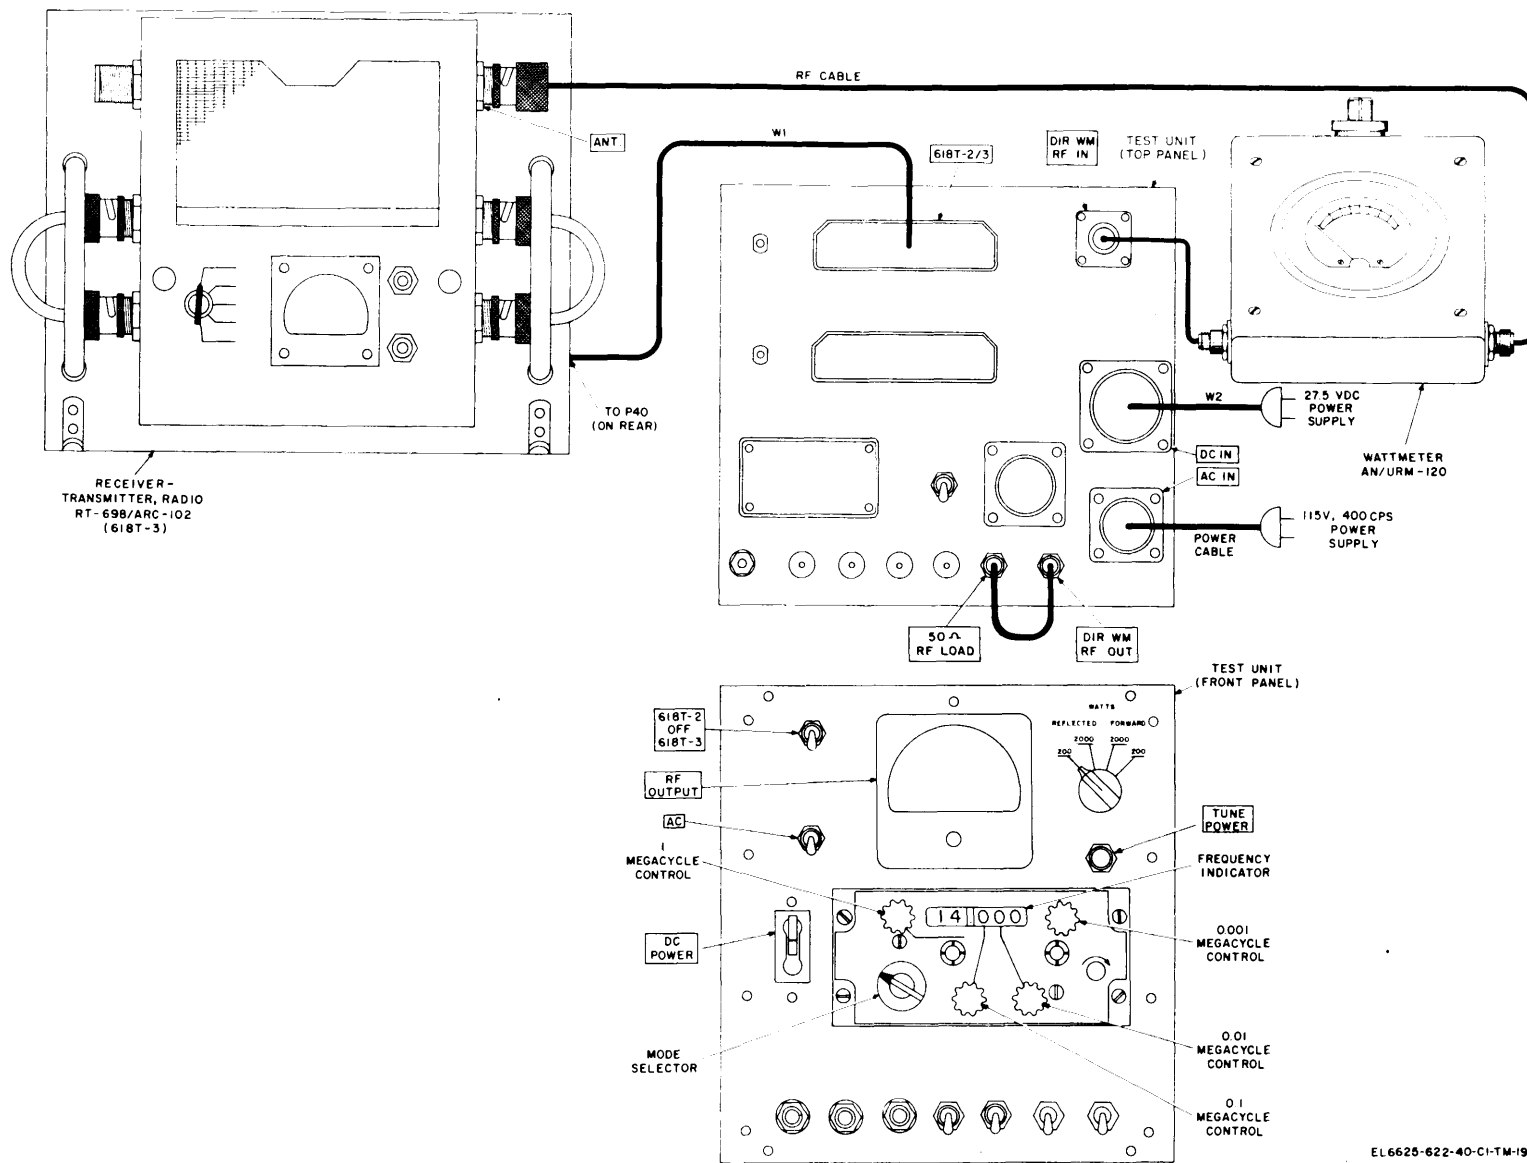 RF CABLE
W1
ANT.
618T-2/3
DIR WM
RF IN
TEST UNIT
(TOP PANEL)
TO P40
(ON REAR)
RECEIVER-
TRANSMITTER, RADIO
RT-698/ARC-102
(618T-3)
W2
27.5 VDC
POWER
SUPPLY
DC IN
AC IN
WATTMETER
AN/URM-120
115V, 400 CPS
POWER
SUPPLY
POWER
CABLE
50 Ω
RF LOAD
DIR WM
RF OUT
TEST UNIT
(FRONT PANEL)
618T-2
OFF
618T-3
WATTS
REFLECTED FORWARD
200 2000 2000 200
RF
OUTPUT
AC
TUNE
POWER
1
MEGACYCLE
CONTROL
FREQUENCY
INDICATOR
14 000
0.001
MEGACYCLE
CONTROL
DC
POWER
MODE
SELECTOR
0.01
MEGACYCLE
CONTROL
0.1
MEGACYCLE
CONTROL
EL6625-622-40-C1-TM-19